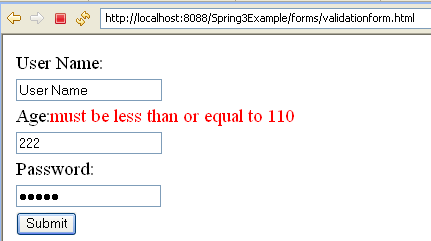 http://localhost:8088/Spring3Example/forms/validationform.html
User Name:
User Name
Age:must be less than or equal to 110
222
Password:
●●●●●
Submit